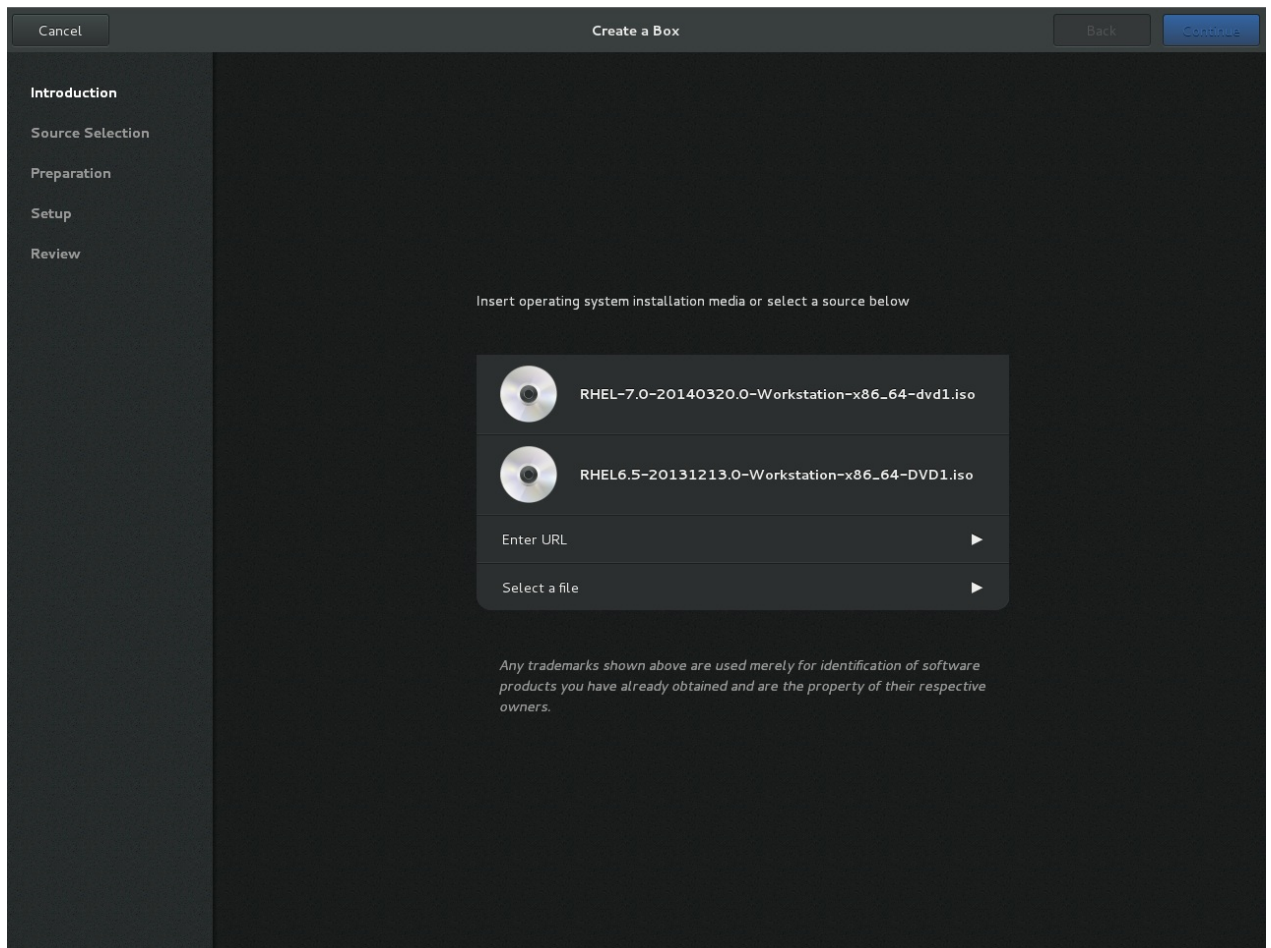 Cancel
Create a Box
Back
Continue
Introduction
Source Selection
Preparation
Setup
Review
Insert operating system installation media or select a source below
RHEL-7.0-20140320.0-Workstation-x86_64-dvd1.iso
RHEL6.5-20131213.0-Workstation-x86_64-DVD1.iso
Enter URL
Select a file
Any trademarks shown above are used merely for identification of software
products you have already obtained and are the property of their respective
owners.